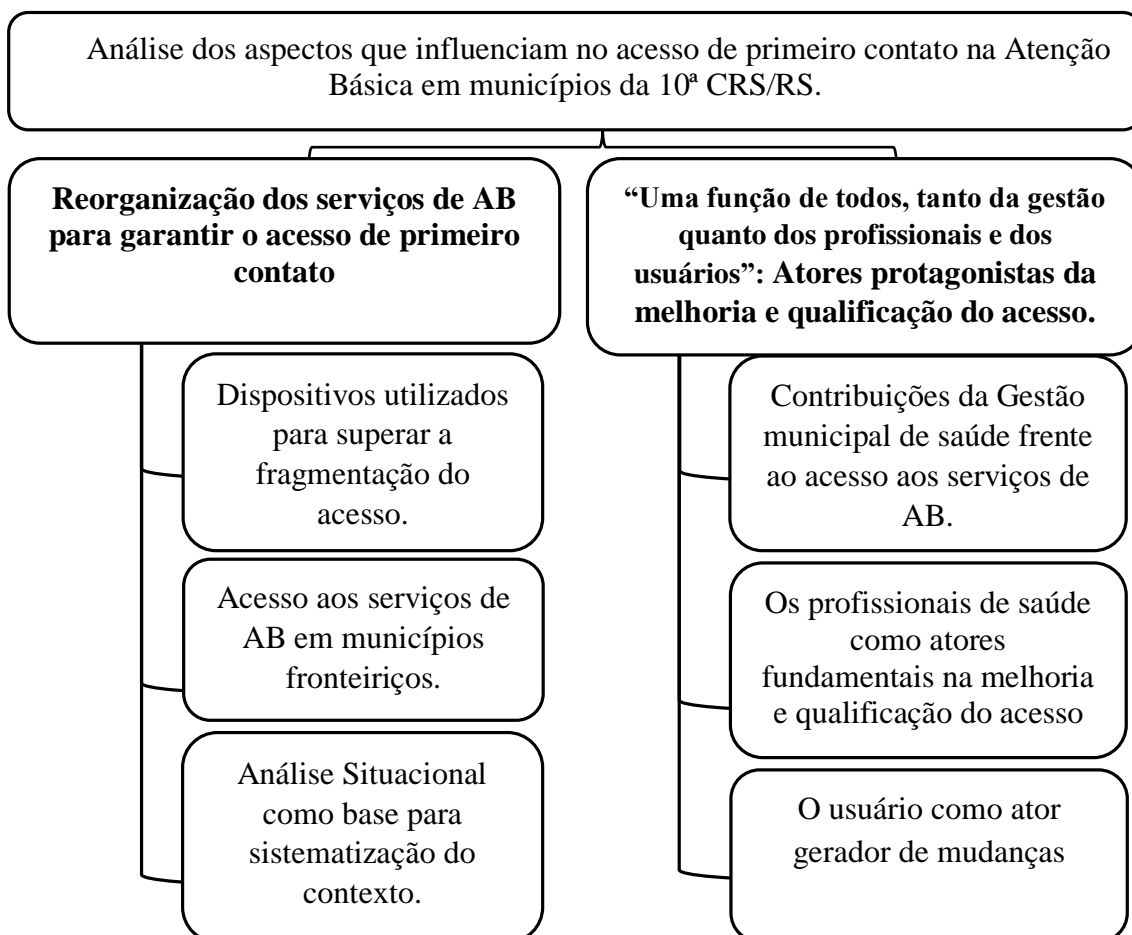 Análise dos aspectos que influenciam no acesso de primeiro contato na Atenção
Básica em municípios da 10ª CRS/RS.
Reorganização dos serviços de AB
para garantir o acesso de primeiro
contato
Dispositivos utilizados
para superar a
fragmentação do
acesso.
Acesso aos serviços de
AB em municípios
fronteiriços.
Análise Situacional
como base para
sistematização do
contexto.
“Uma função de todos, tanto da gestão
quanto dos profissionais e dos
usuários”: Atores protagonistas da
melhoria e qualificação do acesso.
Contribuições da Gestão
municipal de saúde frente
ao acesso aos serviços de
AB.
Os profissionais de saúde
como atores
fundamentais na melhoria
e qualificação do acesso
O usuário como ator
gerador de mudanças